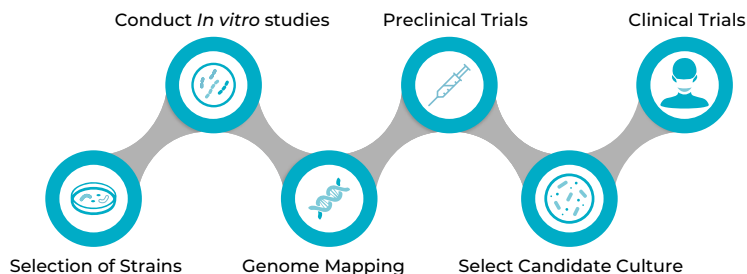 Conduct In vitro studies
Preclinical Trials
Clinical Trials
Selection of Strains
Genome Mapping
Select Candidate Culture